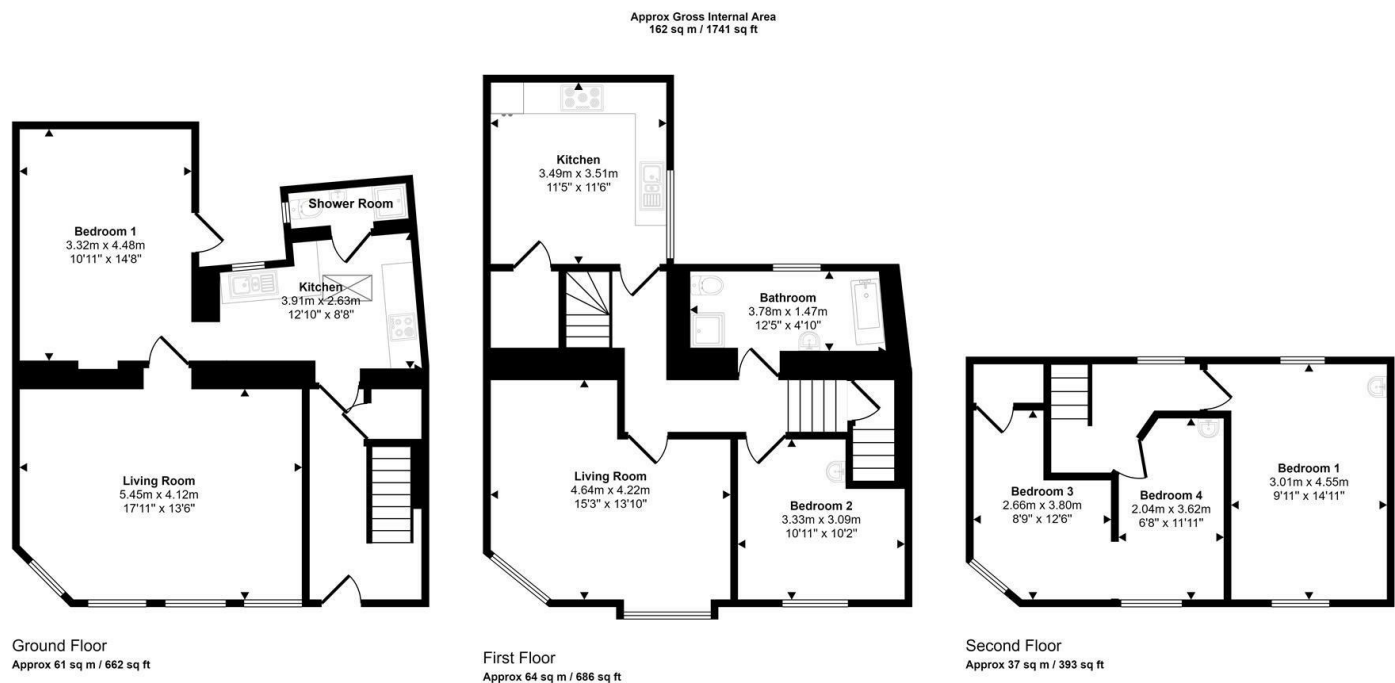 Approx Gross Internal Area
162 sq m / 1741 sq ft
Bedroom 1
3.32m x 4.48m
10'11" x 14'8"
Shower Room
Kitchen
3.91m x 2.63m
12'10" x 8'8"
Living Room
5.45m x 4.12m
17'11" x 13'6"
Ground Floor
Approx 61 sq m / 662 sq ft
Kitchen
3.49m x 3.51m
11'5" x 11'6"
Bathroom
3.78m x 1.47m
12'5" x 4'10"
Living Room
4.64m x 4.22m
15'3" x 13'10"
Bedroom 2
3.33m x 3.09m
10'11" x 10'2"
First Floor
Approx 64 sq m / 686 sq ft
Bedroom 3
2.66m x 3.80m
8'9" x 12'6"
Bedroom 4
2.04m x 3.62m
6'8" x 11'11"
Bedroom 1
3.01m x 4.55m
9'11" x 14'11"
Second Floor
Approx 37 sq m / 393 sq ft